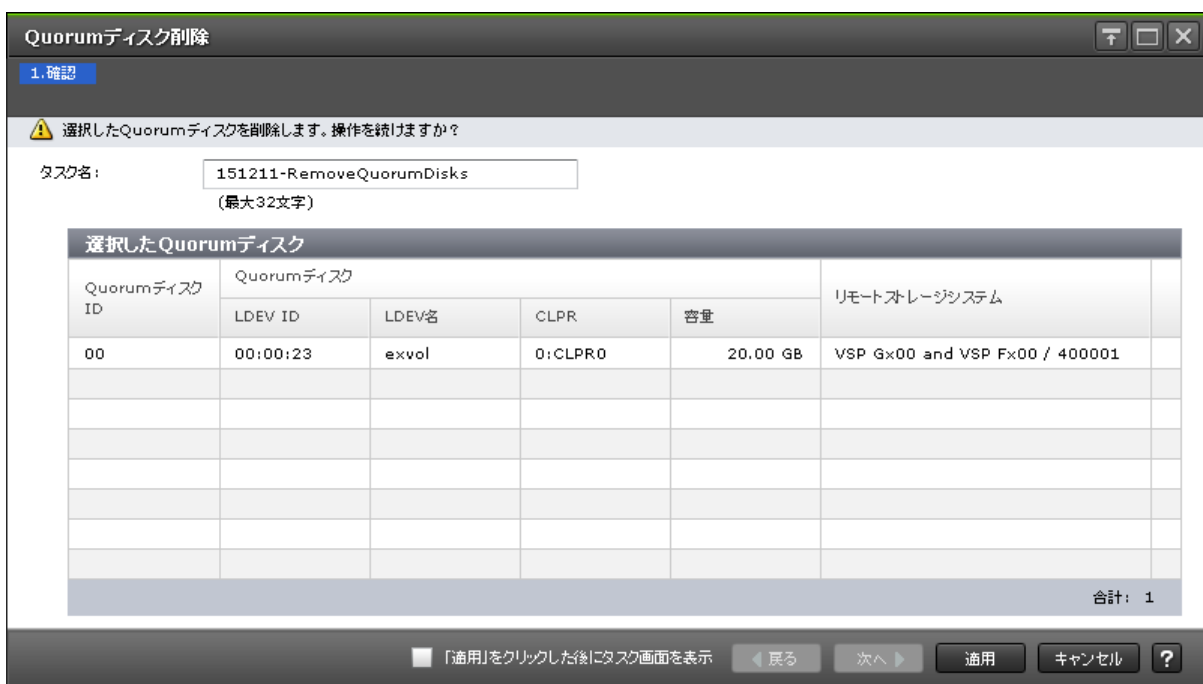 Quorumディスク削除
1.確認
選択したQuorumディスクを削除します。操作を続けますか？
タスク名: 151211-RemoveQuorumDisks
(最大32文字)
選択したQuorumディスク
Quorumディスク ID
Quorumディスク
リモートストレージシステム
LDEV ID LDEV名 CLPR 容量
00 00:00:23 exvol 0:CLPR0 20.00 GB VSP Gx00 and VSP Fx00 / 400001
合計: 1
「適用」をクリックした後にタスク画面を表示 戻る 次へ 適用 キャンセル ?